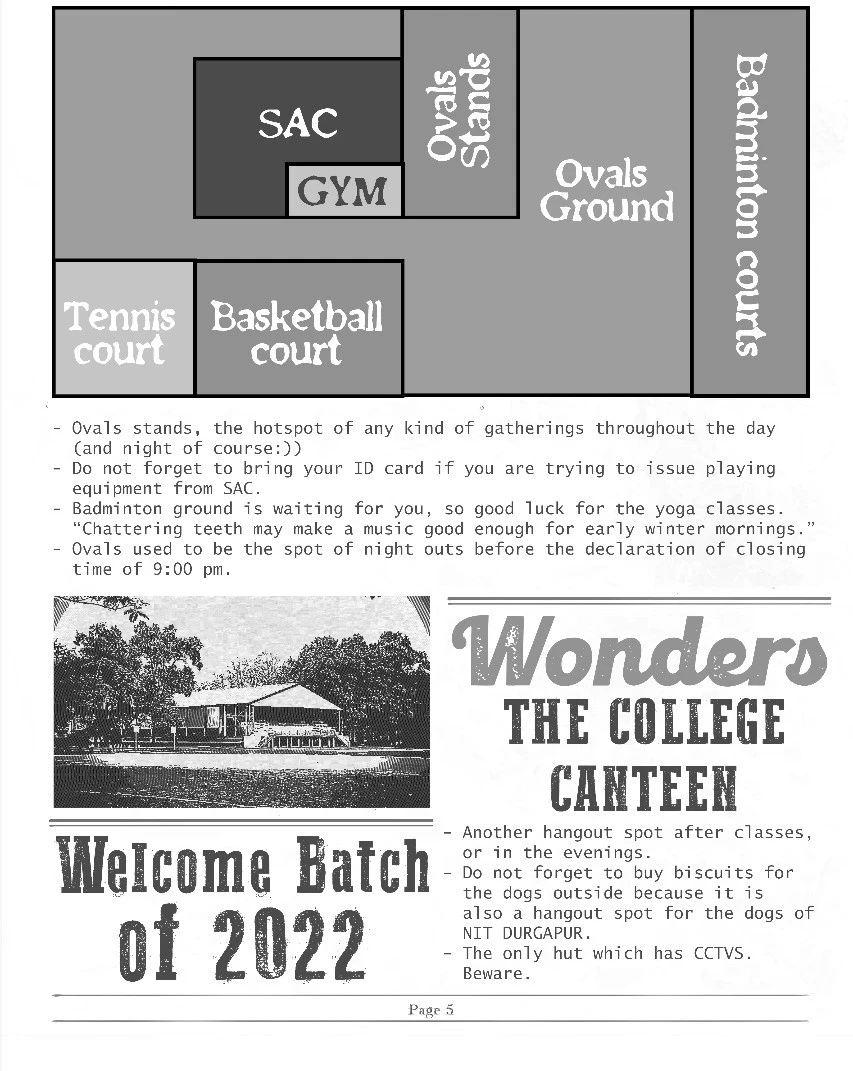 SAC
GYM
Ovals
Stands
Ovals
Ground
Badminton courts
Tennis
court
Basketball
court
- Ovals stands, the hotspot of any kind of gatherings throughout the day
(and night of course:))
- Do not forget to bring your ID card if you are trying to issue playing
equipment from SAC.
- Badminton ground is waiting for you, so good luck for the yoga classes.
“Chattering teeth may make a music good enough for early winter mornings.”
- Ovals used to be the spot of night outs before the declaration of closing
time of 9:00 pm.
Welcome Batch
of 2022
Wonders
THE COLLEGE
CANTEEN
- Another hangout spot after classes,
or in the evenings.
- Do not forget to buy biscuits for
the dogs outside because it is
also a hangout spot for the dogs of
NIT DURGAPUR.
- The only hut which has CCTVS.
Beware.
Page 5